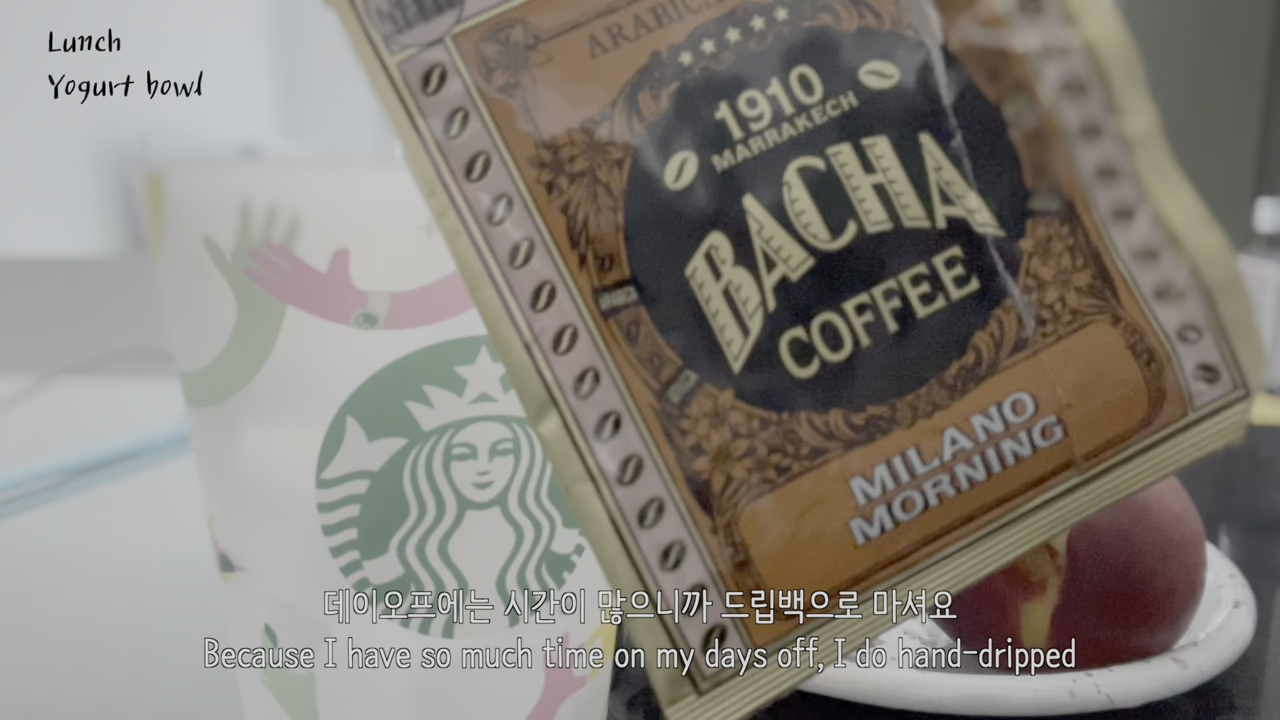 Lunch
Yogurt bowl
ARABICA
1910
MARRAKECH
BACHA
COFFEE
MILANO
MORNING
데이오프에는 시간이 많으니까 드립백으로 마셔요
Because I have so much time on my days off, I do hand-dripped